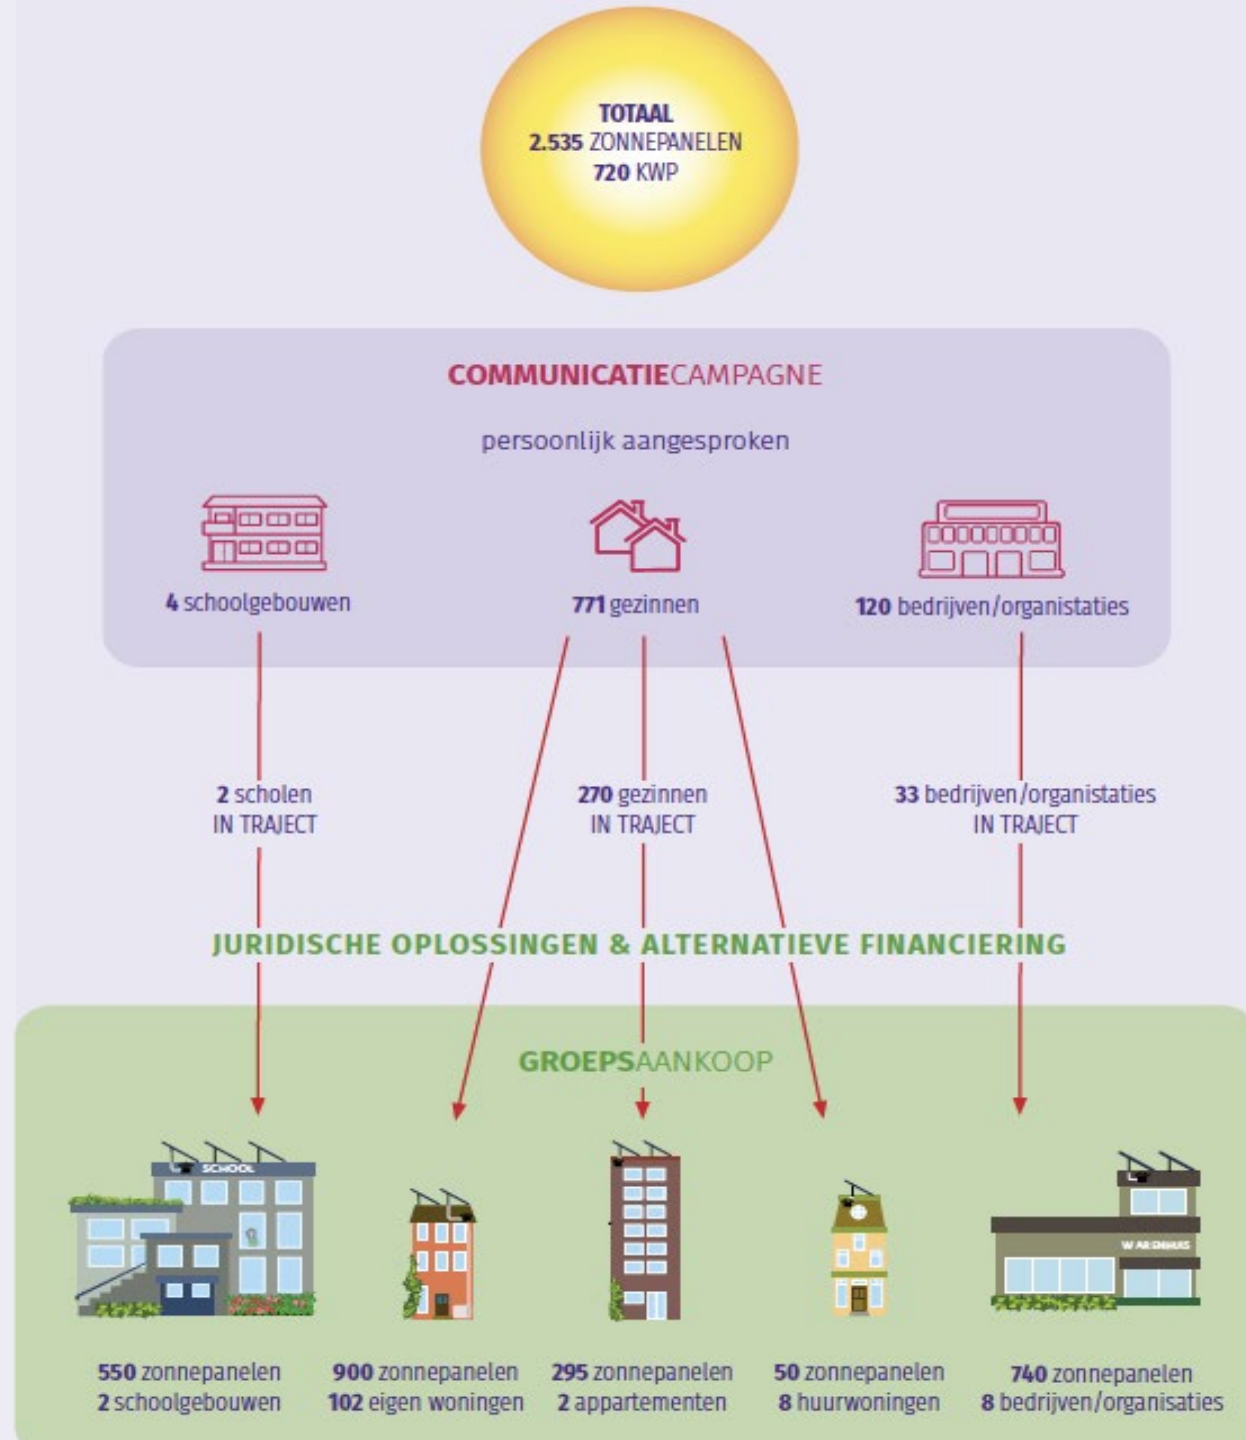 TOTAAL
2.535 ZONNEPANELEN
720 KWP
COMMUNICATIECAMPAGNE
persoonlijk aangesproken
4 schoolgebouwen
771 gezinnen
120 bedrijven/organistaties
2 scholen
IN TRAJECT
270 gezinnen
IN TRAJECT
33 bedrijven/organistaties
IN TRAJECT
JURIDISCHE OPLOSSINGEN & ALTERNATIEVE FINANCIERING
GROEPSAANKOOP
SCHOOL
WARENHUIS
550 zonnepanelen
2 schoolgebouwen
900 zonnepanelen
102 eigen woningen
295 zonnepanelen
2 appartementen
50 zonnepanelen
8 huurwoningen
740 zonnepanelen
8 bedrijven/organisaties